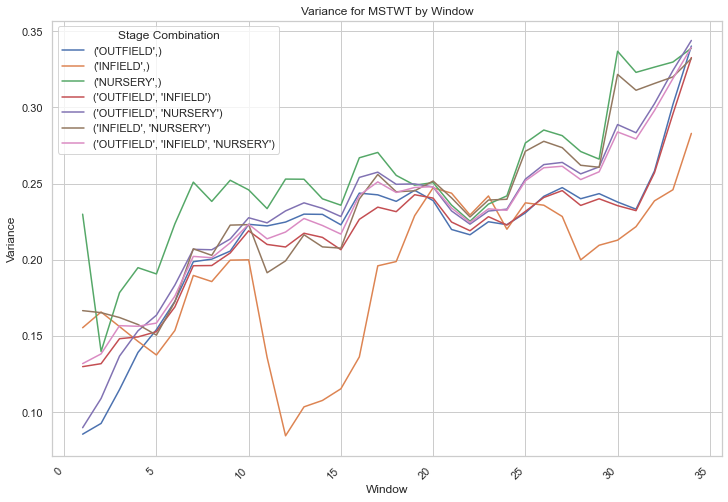 Variance for MSTWT by Window
Stage Combination
('OUTFIELD',)
('INFIELD',)
('NURSERY',)
('OUTFIELD', 'INFIELD')
('OUTFIELD', 'NURSERY')
('INFIELD', 'NURSERY')
('OUTFIELD', 'INFIELD', 'NURSERY')
Variance
0.35
0.30
0.25
0.20
0.15
0.10
0
5
10
15
20
25
30
35
Window